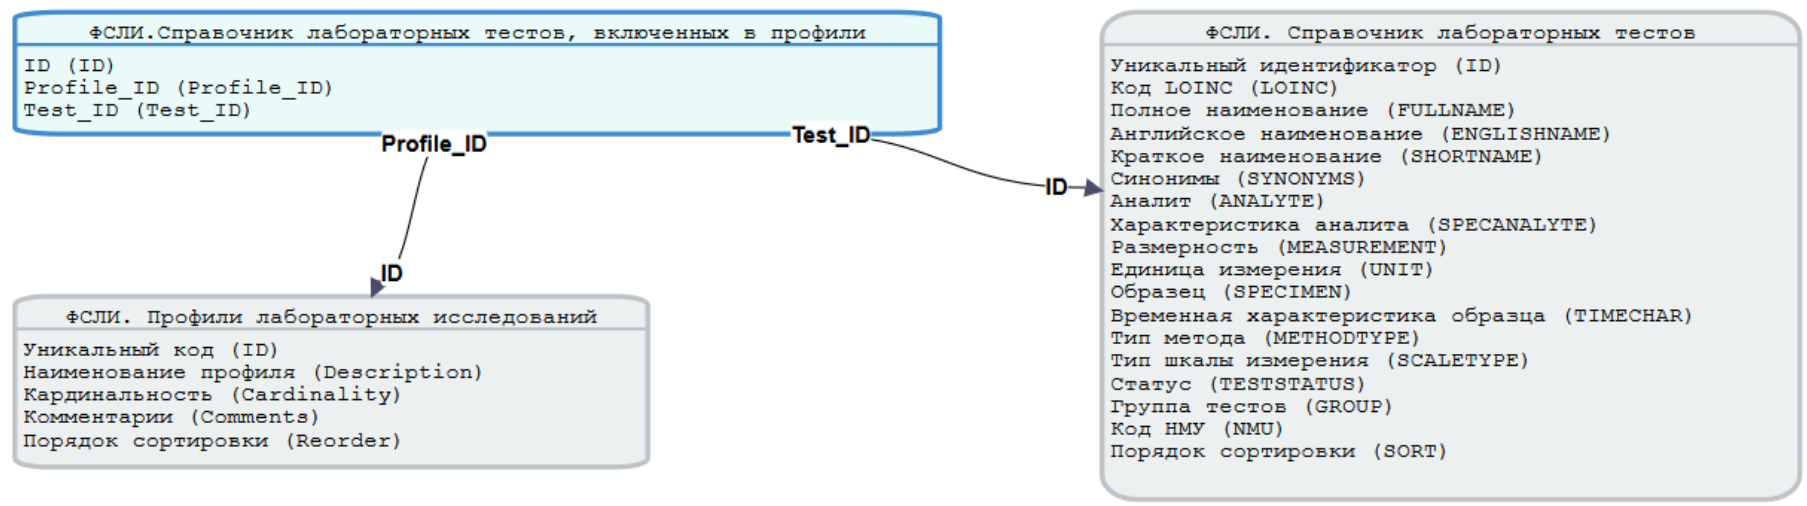 ФСЛИ.Справочник лабораторных тестов, включенных в профили
ID (ID)
Profile_ID (Profile_ID)
Test_ID (Test_ID)
Profile_ID
Test_ID
ID
ID
ФСЛИ. Профили лабораторных исследований
Уникальный код (ID)
Наименование профиля (Description)
Кардинальность (Cardinality)
Комментарии (Comments)
Порядок сортировки (Reorder)
ФСЛИ. Справочник лабораторных тестов
Уникальный идентификатор (ID)
Код LOINC (LOINC)
Полное наименование (FULLNAME)
Английское наименование (ENGLISHNAME)
Краткое наименование (SHORTNAME)
Синонимы (SYNONYMS)
Аналит (ANALYTE)
Характеристика аналита (SPECANALYTE)
Размерность (MEASUREMENT)
Единица измерения (UNIT)
Образец (SPECIMEN)
Временная характеристика образца (TIMECHAR)
Тип метода (METHODTYPE)
Тип шкалы измерения (SCALETYPE)
Статус (TESTSTATUS)
Группа тестов (GROUP)
Код НМУ (NMU)
Порядок сортировки (SORT)